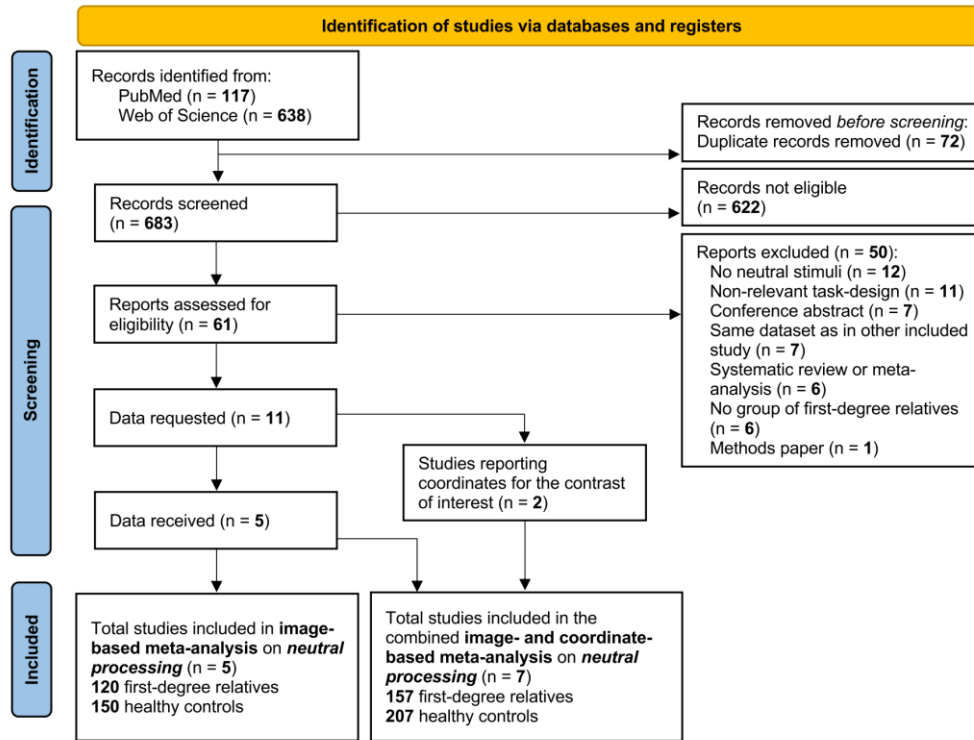 Identification of studies via databases and registers
Identification
Records identified from:
PubMed (n = 117)
Web of Science (n = 638)
Records removed before screening:
Duplicate records removed (n = 72)
Screening
Records screened
(n = 683)
Records not eligible
(n = 622)
Reports assessed for
eligibility (n = 61)
Reports excluded (n = 50):
No neutral stimuli (n = 12)
Non-relevant task-design (n = 11)
Conference abstract (n = 7)
Same dataset as in other included
study (n = 7)
Systematic review or meta-
analysis (n = 6)
No group of first-degree relatives
(n = 6)
Methods paper (n = 1)
Data requested (n = 11)
Studies reporting
coordinates for the contrast
of interest (n = 2)
Data received (n = 5)
Included
Total studies included in image-
based meta-analysis on neutral
processing (n = 5)
120 first-degree relatives
150 healthy controls
Total studies included in the
combined image- and coordinate-
based meta-analysis on neutral
processing (n = 7)
157 first-degree relatives
207 healthy controls